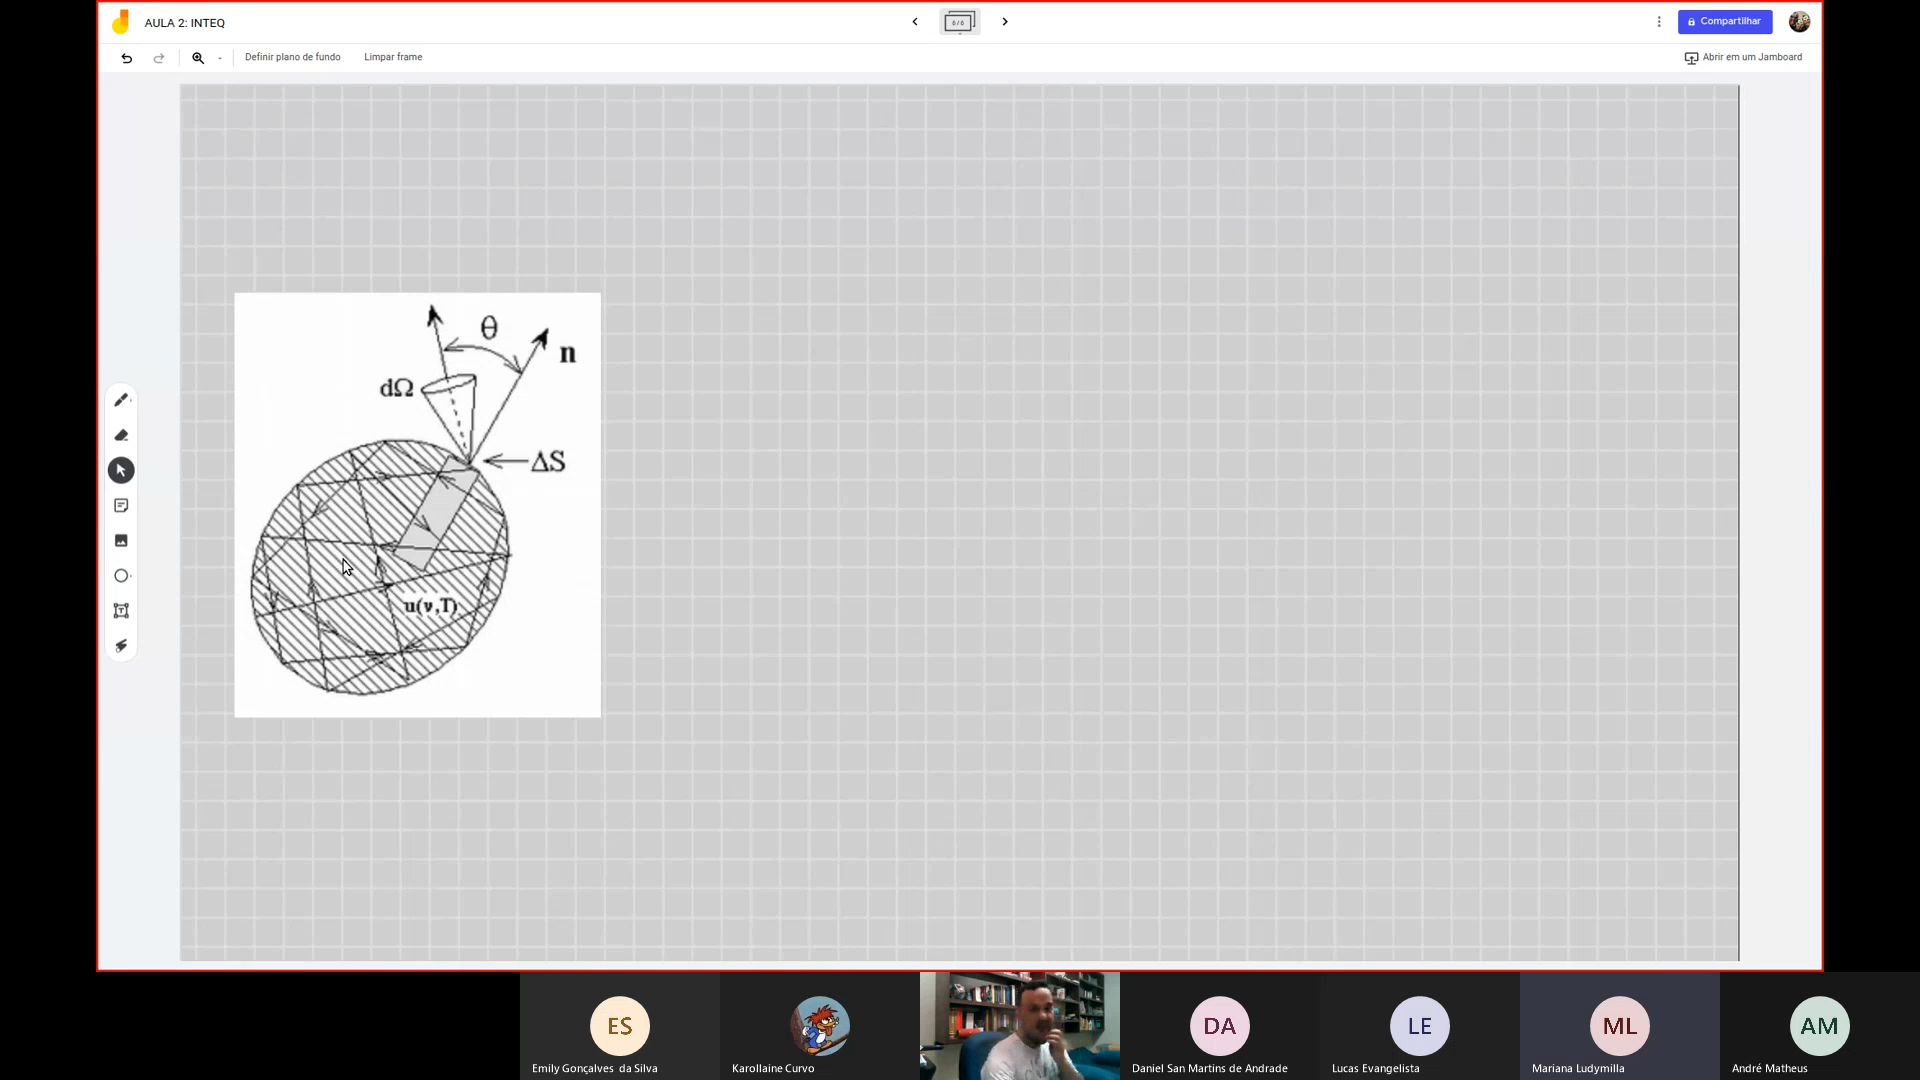 AULA 2: INTEQ
6/6
Compartilhar
Definir plano de fundo
Limpar frame
Abrir em um Jamboard
θ
n
dΩ
ΔS
u(ν,T)
ES
DA
LE
ML
AM
Emily Gonçalves da Silva
Karollaine Curvo
Daniel San Martins de Andrade
Lucas Evangelista
Mariana Ludymilla
André Matheus